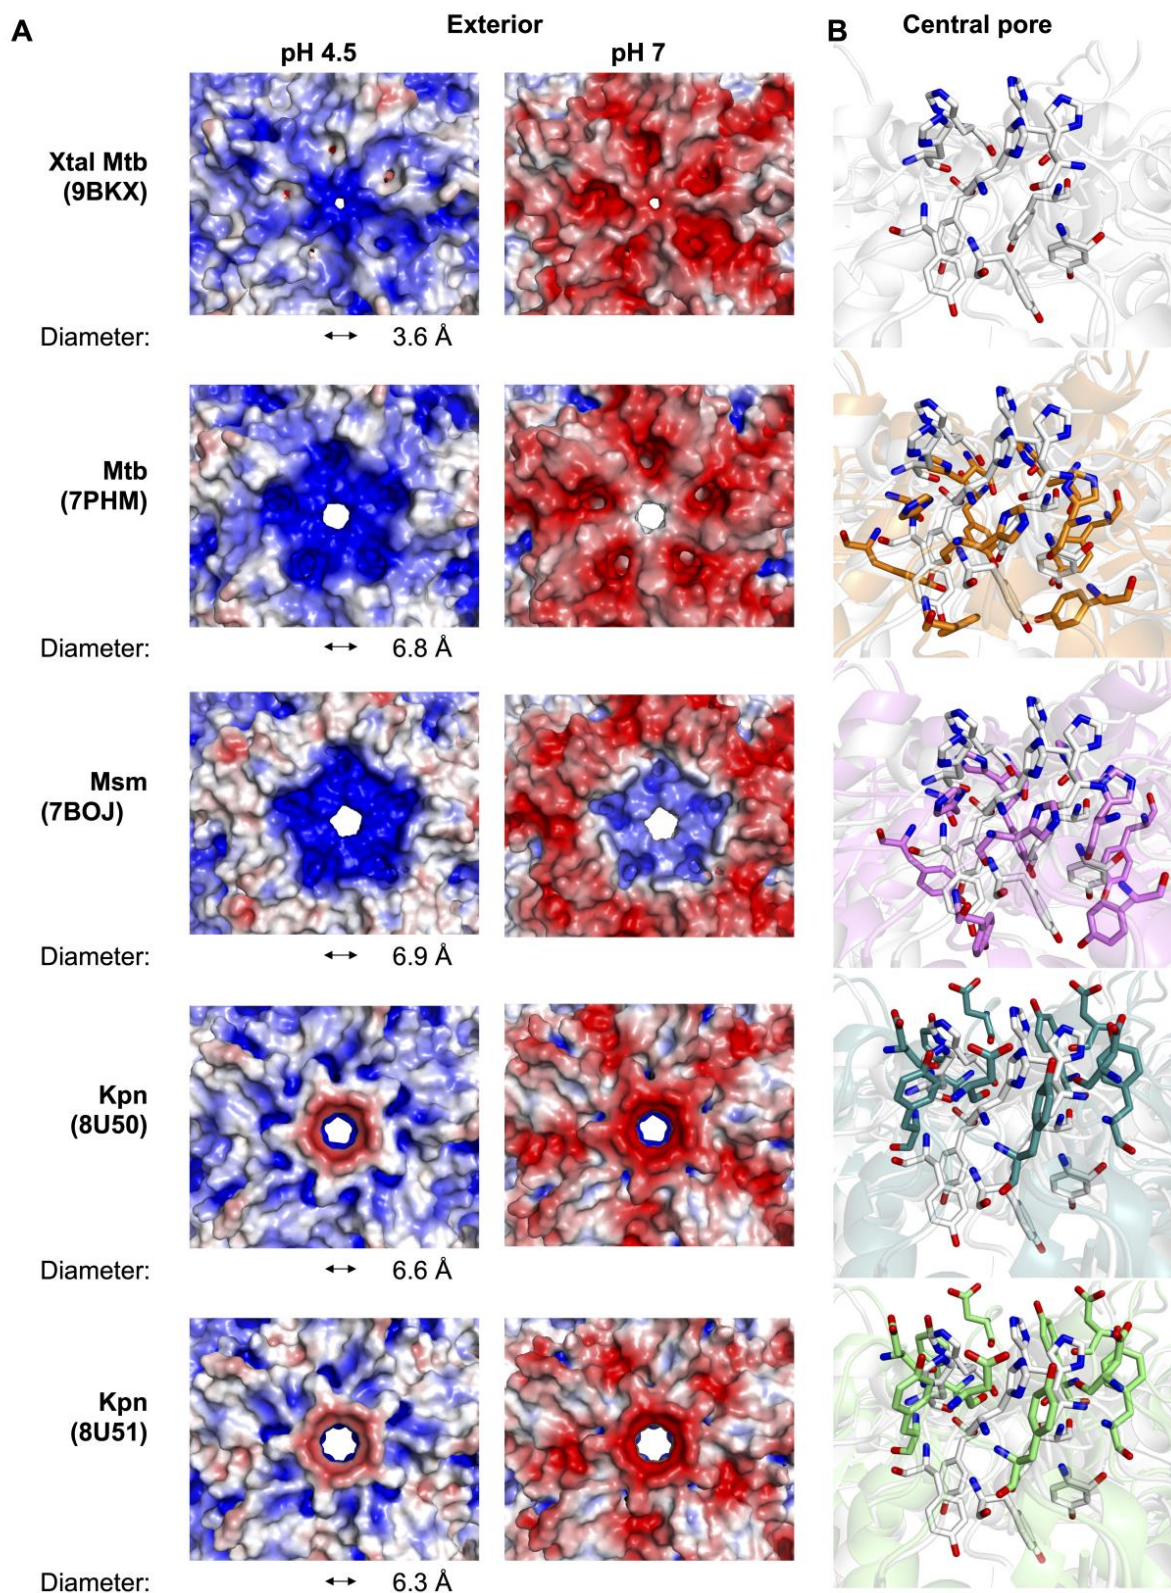 A
Exterior
pH 4.5
pH 7
B
Central pore
Xtal Mtb
(9BKX)
Diameter:
3.6 Å
Mtb
(7PHM)
Diameter:
6.8 Å
Msm
(7BOJ)
Diameter:
6.9 Å
Kpn
(8U50)
Diameter:
6.6 Å
Kpn
(8U51)
Diameter:
6.3 Å